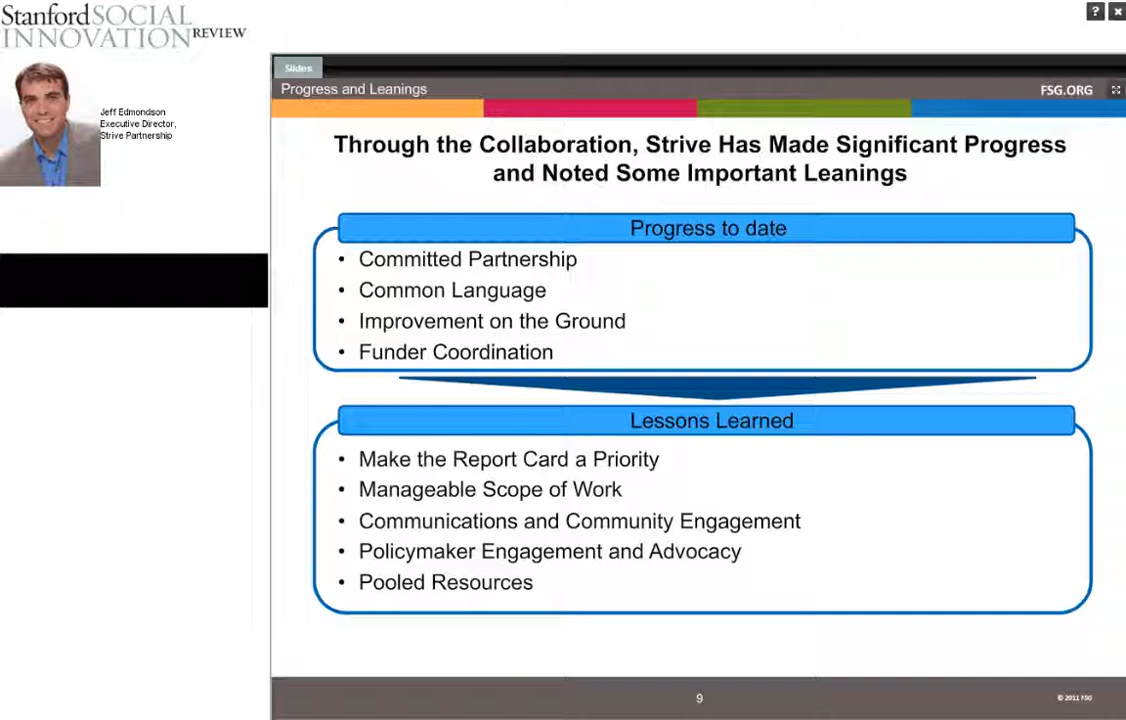 Stanford SOCIAL
INNOVATION REVIEW
? ×
Jeff Edmondson
Executive Director,
Strive Partnership
Slides
Progress and Leanings
FSG.ORG
Through the Collaboration, Strive Has Made Significant Progress
and Noted Some Important Leanings
Progress to date
• Committed Partnership
• Common Language
• Improvement on the Ground
• Funder Coordination
Lessons Learned
• Make the Report Card a Priority
• Manageable Scope of Work
• Communications and Community Engagement
• Policymaker Engagement and Advocacy
• Pooled Resources
9
© 2011 FSG